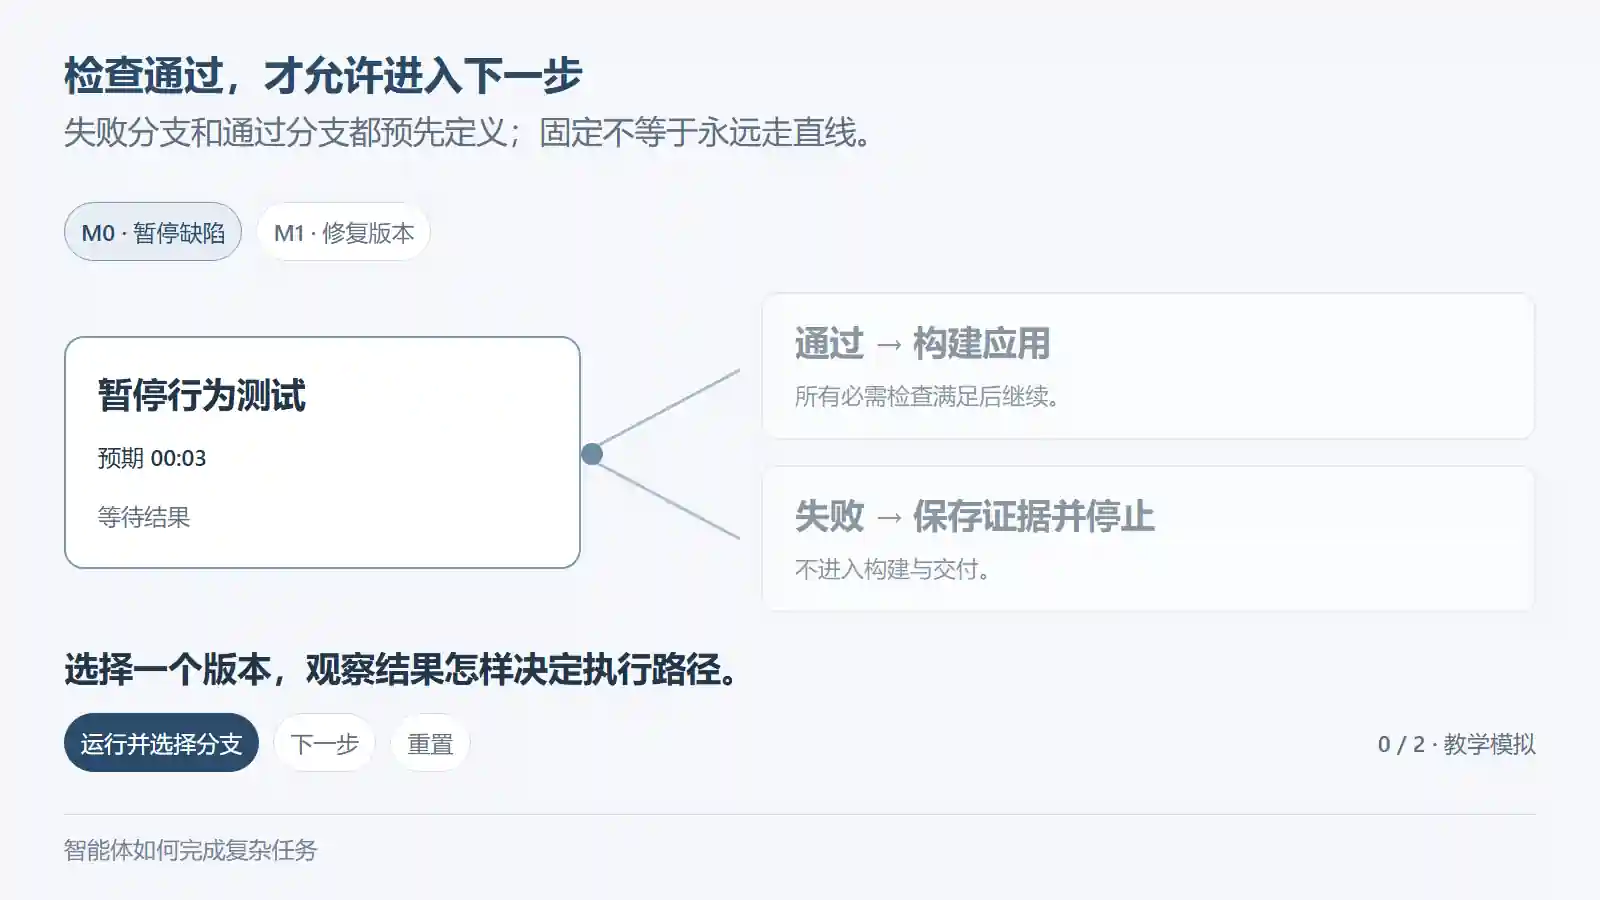 检查通过，才允许进入下一步
失败分支和通过分支都预先定义；固定不等于永远走直线。
M0 · 暂停缺陷
M1 · 修复版本
暂停行为测试
预期 00:03
等待结果
通过 → 构建应用
所有必需检查满足后继续。
失败 → 保存证据并停止
不进入构建与交付。
选择一个版本，观察结果怎样决定执行路径。
运行并选择分支
下一步
重置
0 / 2 · 教学模拟
智能体如何完成复杂任务